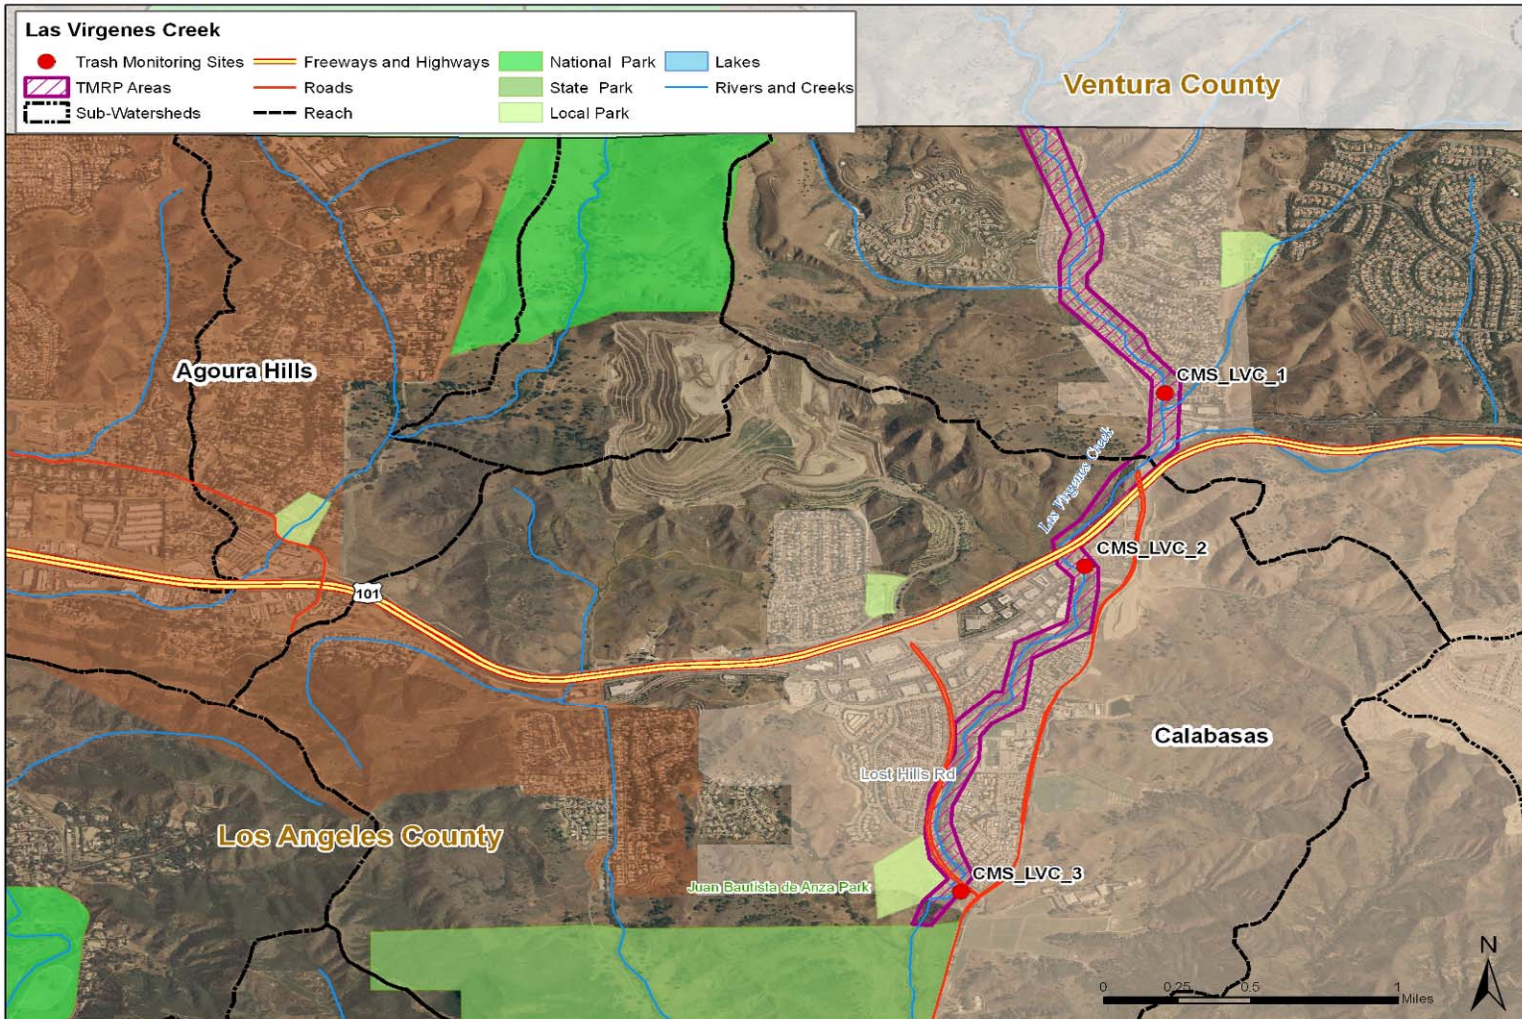 Las Virgenes Creek
Trash Monitoring Sites
Freeways and Highways
National Park
Lakes
TMRP Areas
Roads
State Park
Rivers and Creeks
Sub-Watersheds
Reach
Local Park
Ventura County
Agoura Hills
CMS_LVC_1
Las Virgenes Creek
CMS_LVC_2
101
Calabasas
Lost Hills Rd
Los Angeles County
CMS_LVC_3
Juan Bautista de Anza Park
N
0 0.25 0.5 1
Miles